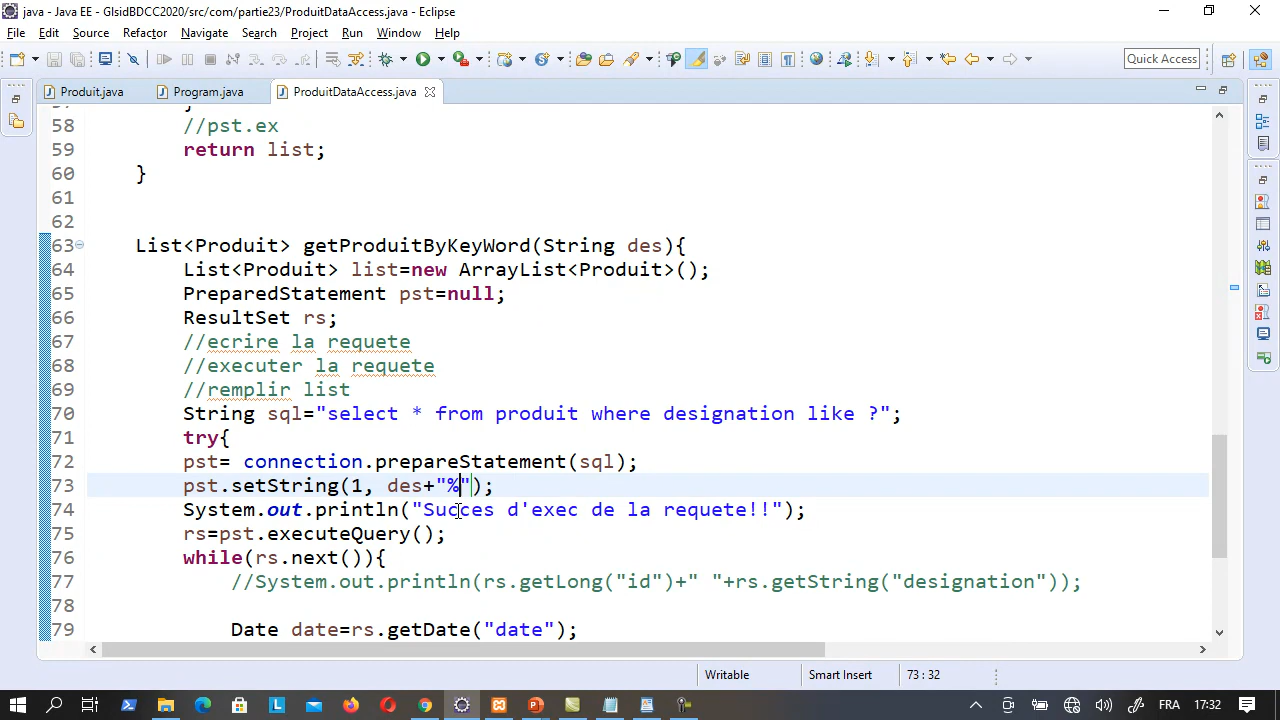 java - Java EE - GlsidBDCC2020/src/com/partie23/ProduitDataAccess.java - Eclipse
File Edit Source Refactor Navigate Search Project Run Window Help
Quick Access
Produit.java Program.java ProduitDataAccess.java
58 //pst.ex
59 return list;
60 }
61
62
63 List<Produit> getProduitByKeyWord(String des){
64 List<Produit> list=new ArrayList<Produit>();
65 PreparedStatement pst=null;
66 ResultSet rs;
67 //ecrire la requete
68 //executer la requete
69 //remplir list
70 String sql="select * from produit where designation like ?";
71 try{
72 pst= connection.prepareStatement(sql);
73 pst.setString(1, des+"%");
74 System.out.println("Succes d'exec de la requete!!");
75 rs=pst.executeQuery();
76 while(rs.next()){
77 //System.out.println(rs.getLong("id")+" "+rs.getString("designation"));
78
79 Date date=rs.getDate("date");
Writable Smart Insert 73 : 32
FRA 17:32